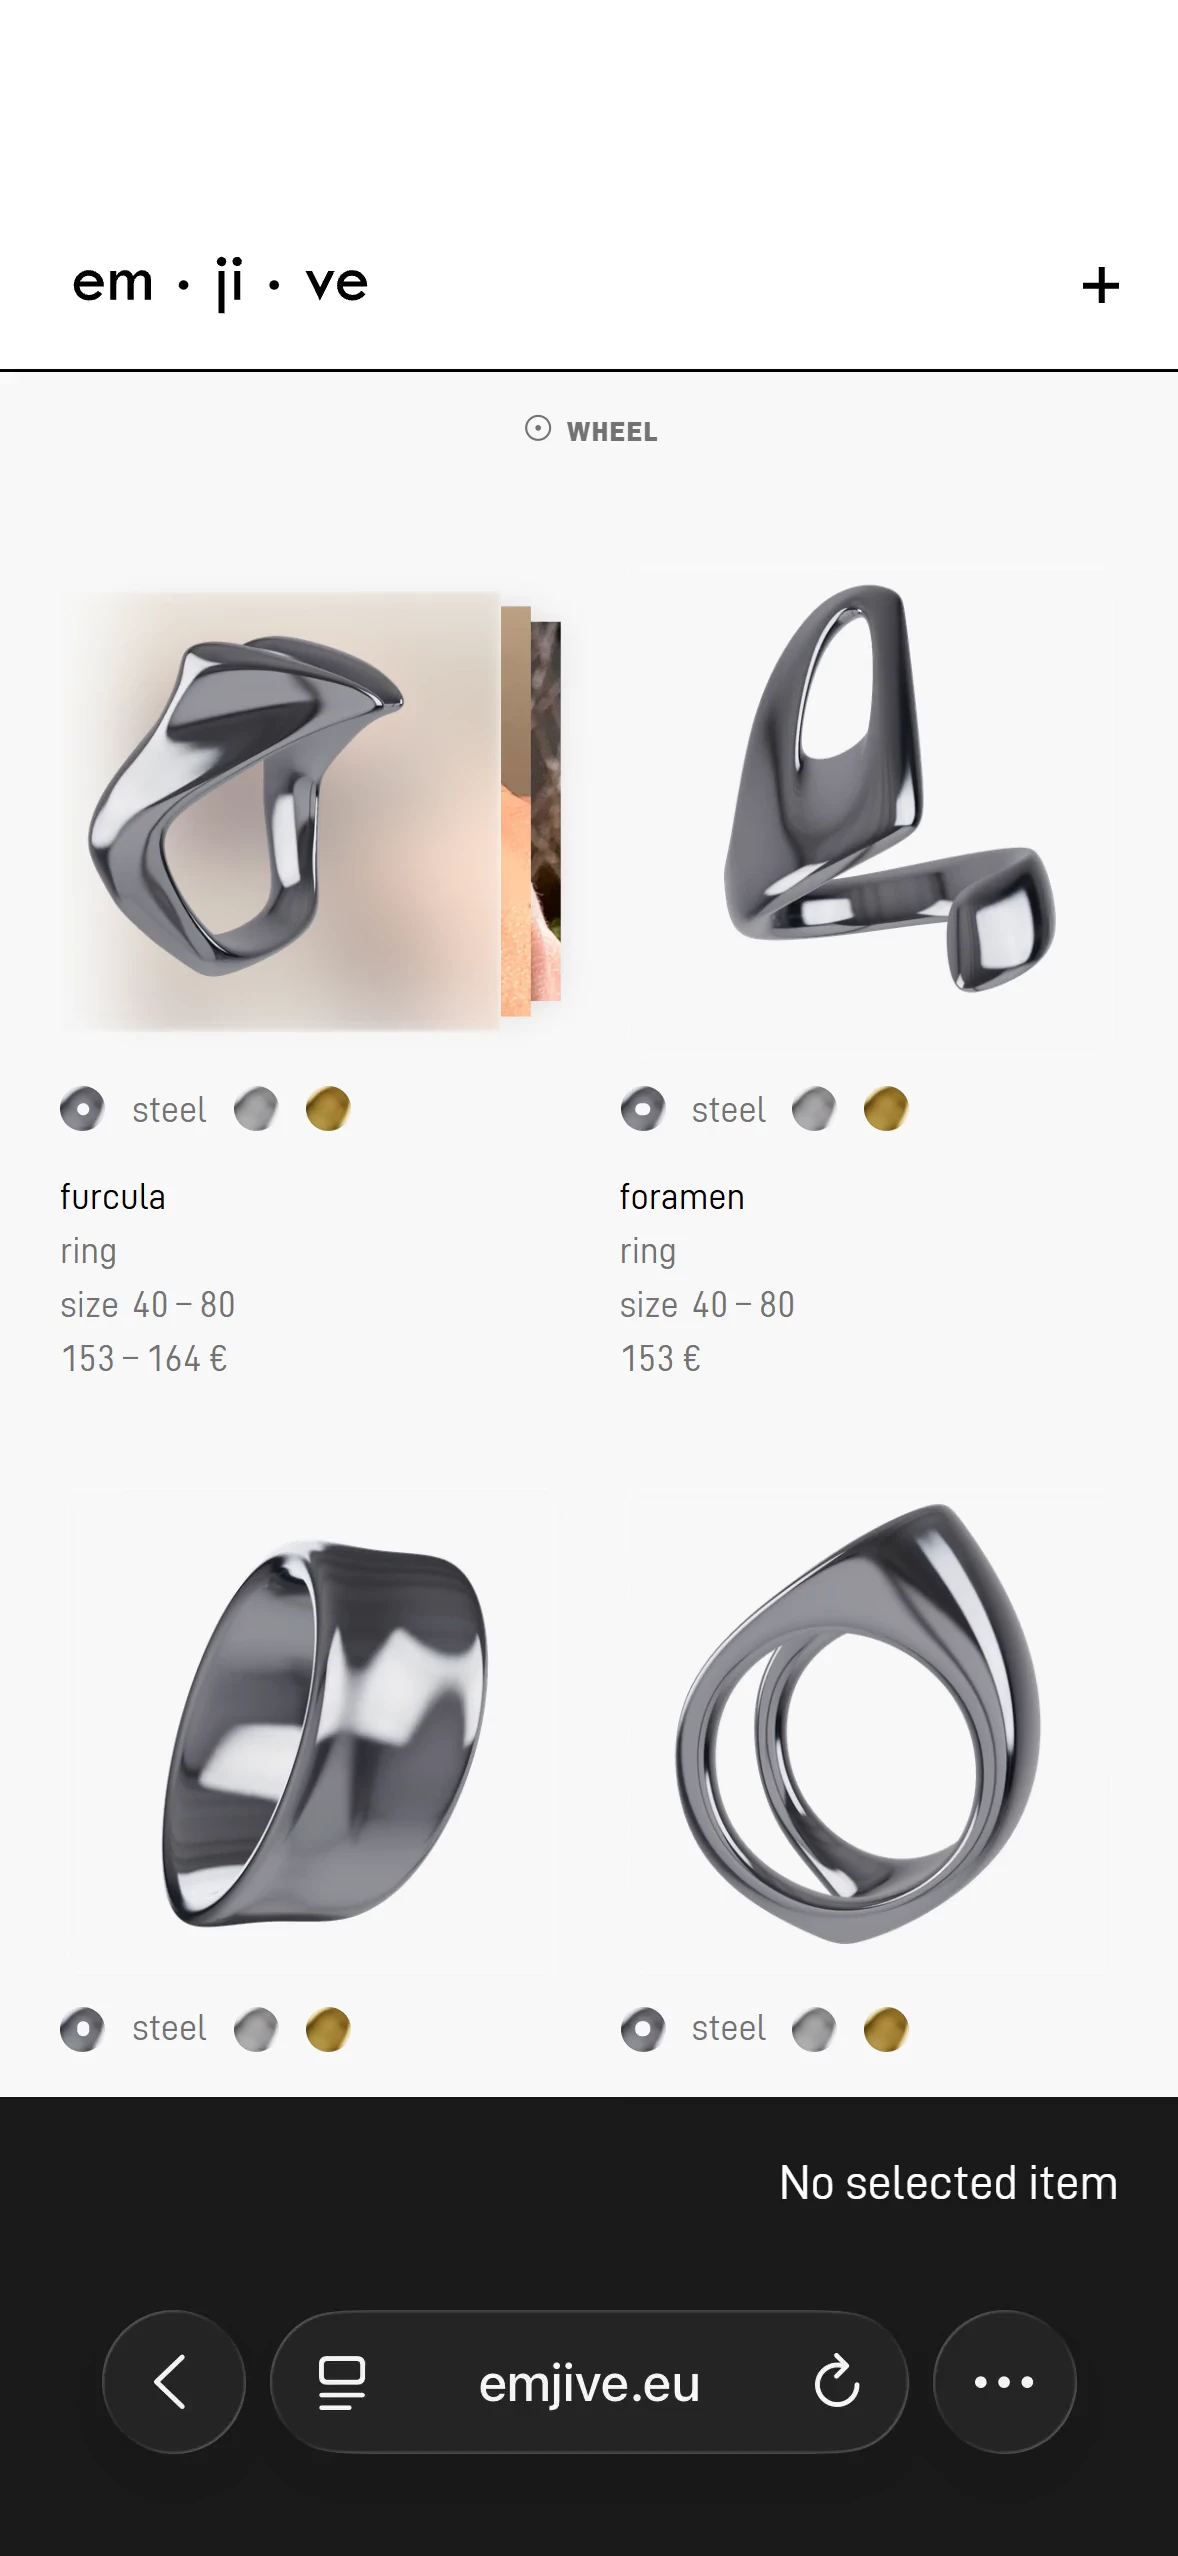 em · ji · ve
WHEEL
steel
steel
furcula
foramen
ring
ring
size 40 – 80
size 40 – 80
153 – 164 €
153 €
steel
steel
No selected item
emjive.eu